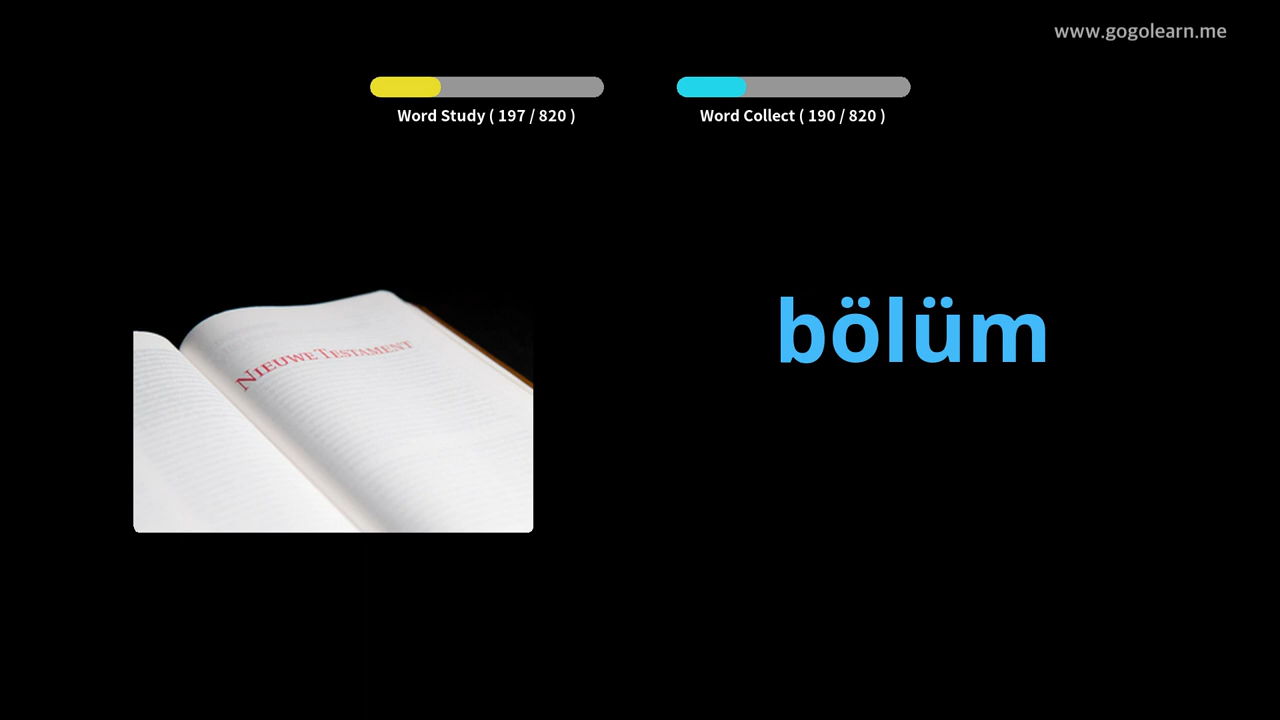 www.gogolearn.me
Word Study ( 197 / 820 )
Word Collect ( 190 / 820 )
NIEUWE TESTAMENT
bölüm